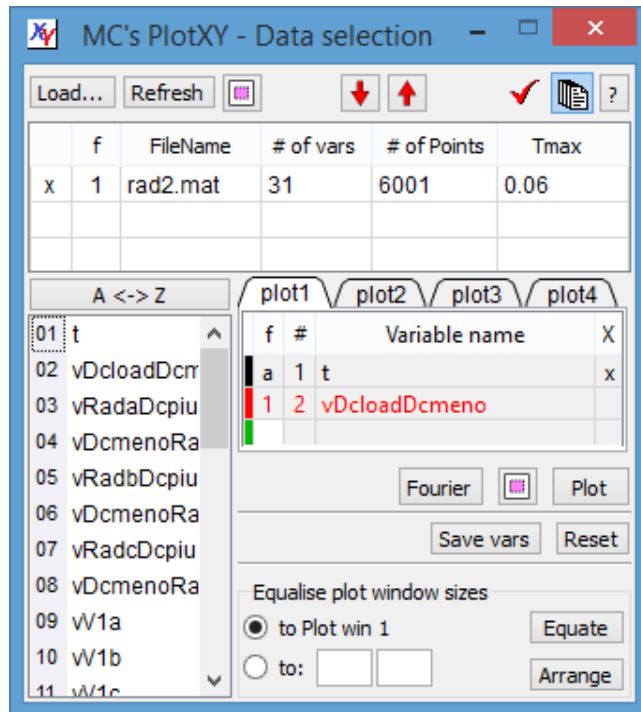 MC's PlotXY - Data selection
Load... Refresh ?
f FileName # of vars # of Points Tmax
x 1 rad2.mat 31 6001 0.06
A <-> Z
plot1 plot2 plot3 plot4
01 t
02 vDcloadDcm
03 vRadaDcpiu
04 vDcmenoRa
05 vRadbDcpiu
06 vDcmenoRa
07 vRadcDcpiu
08 vDcmenoRa
09 vV1a
10 vV1b
11 vV1c
f # Variable name X
a 1 t x
1 2 vDcloadDcmeno
Fourier Plot
Save vars Reset
Equalise plot window sizes
to Plot win 1 Equate
to: Arrange